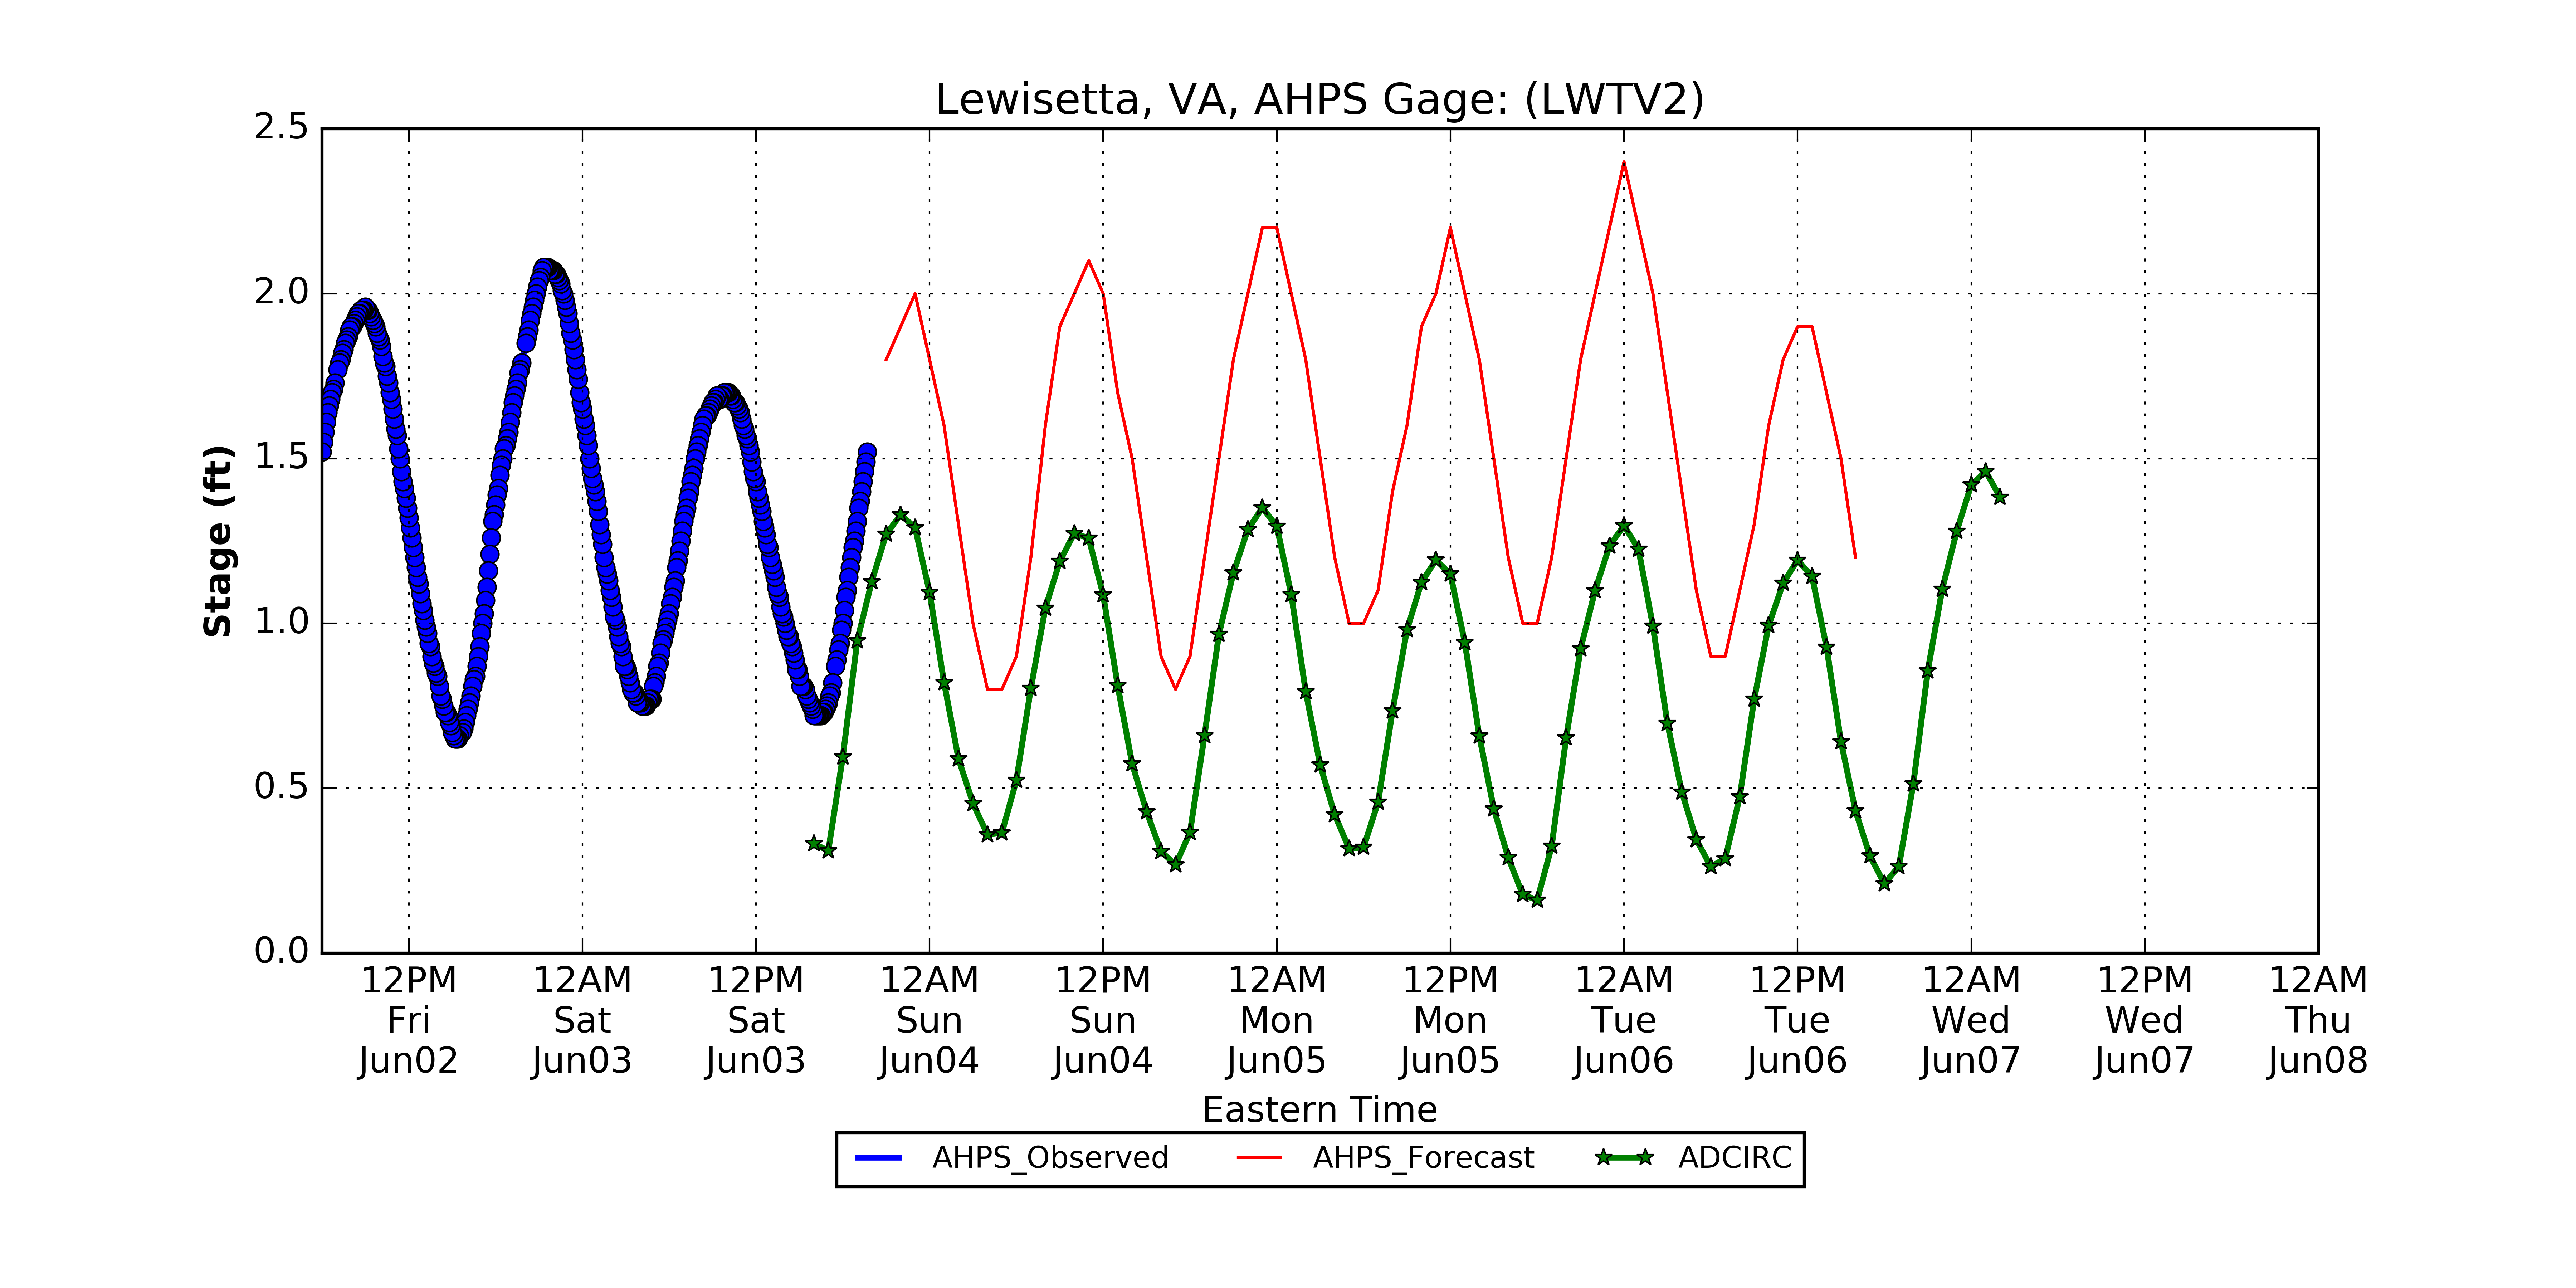 Lewisetta, VA, AHPS Gage: (LWTV2)
2.5
2.0
1.5
1.0
0.5
0.0
Stage (ft)
12PM 12AM 12PM 12AM 12PM 12AM 12PM 12AM 12PM 12AM 12PM 12AM
Fri Sat Sat Sun Sun Mon Mon Tue Tue Wed Wed Thu
Jun02 Jun03 Jun03 Jun04 Jun04 Jun05 Jun05 Jun06 Jun06 Jun07 Jun07 Jun08
Eastern Time
AHPS_Observed AHPS_Forecast ADCIRC